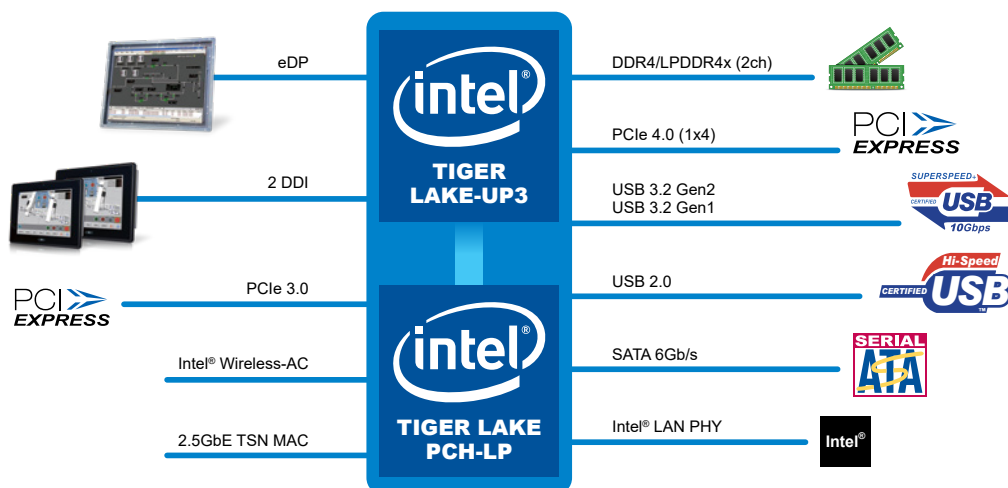 eDP
2 DDI
PCI
EXPRESS
PCIe 3.0
Intel® Wireless-AC
2.5GbE TSN MAC
intel®
TIGER
LAKE-UP3
intel®
TIGER LAKE
PCH-LP
DDR4/LPDDR4x (2ch)
PCIe 4.0 (1x4)
PCI
EXPRESS
USB 3.2 Gen2
USB 3.2 Gen1
SUPERSPEED+
CERTIFIED USB
10Gbps
USB 2.0
Hi-Speed
CERTIFIED USB
TM
SATA 6Gb/s
SERIAL
ATA
Intel® LAN PHY
Intel®